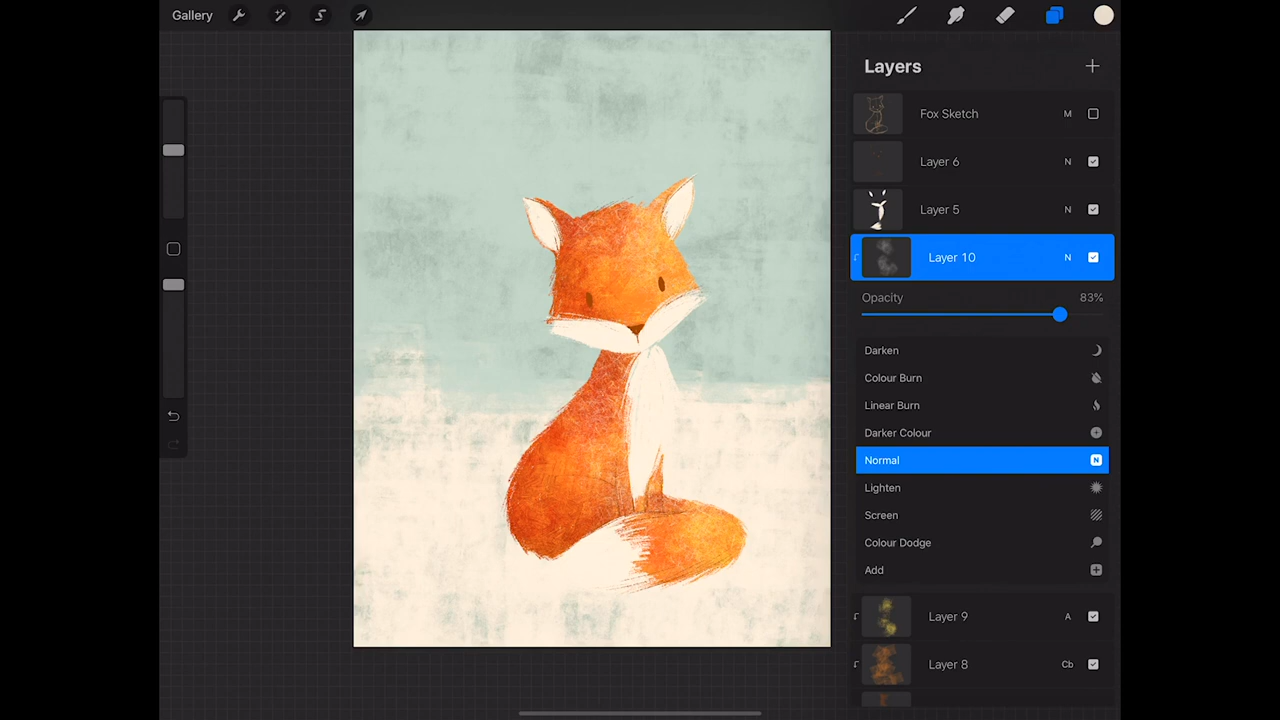 Gallery
Layers
Fox Sketch M
Layer 6 N
Layer 5 N
Layer 10 N
Opacity 83%
Darken
Colour Burn
Linear Burn
Darker Colour
Normal N
Lighten
Screen
Colour Dodge
Add
Layer 9 A
Layer 8 Cb